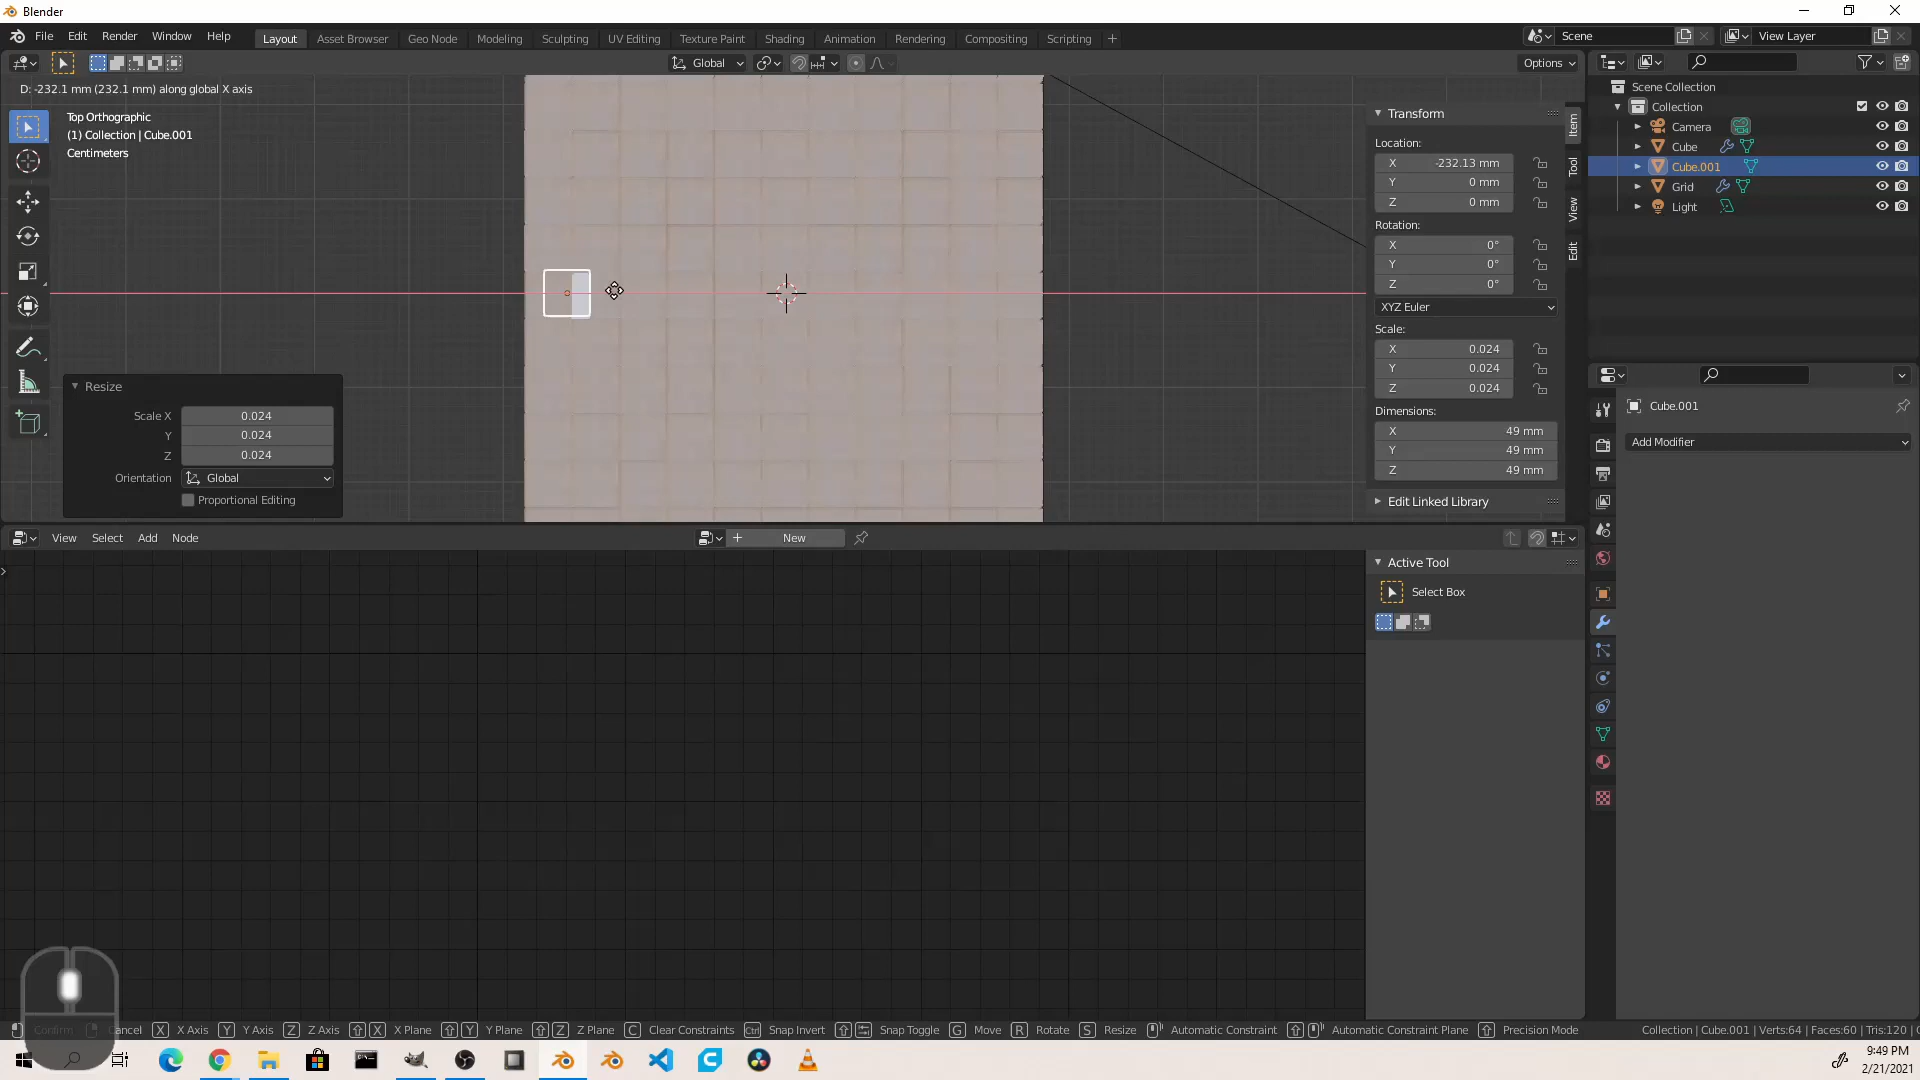 Blender
File Edit Render Window Help
Layout Asset Browser Geo Node Modeling Sculpting UV Editing Texture Paint Shading Animation Rendering Compositing Scripting +
Scene
View Layer
Global
Options
D: -232.1 mm (232.1 mm) along global X axis
Top Orthographic
(1) Collection | Cube.001
Centimeters
Resize
Scale X 0.024
Y 0.024
Z 0.024
Orientation Global
Proportional Editing
Transform
Location:
X -232.13 mm
Y 0 mm
Z 0 mm
Rotation:
X 0°
Y 0°
Z 0°
XYZ Euler
Scale:
X 0.024
Y 0.024
Z 0.024
Dimensions:
X 49 mm
Y 49 mm
Z 49 mm
Edit Linked Library
Item
Tool
View
Edit
Scene Collection
Collection
Camera
Cube
Cube.001
Grid
Light
Cube.001
Add Modifier
View Select Add Node
+ New
Active Tool
Select Box
Confirm Cancel X X Axis Y Y Axis Z Z Axis X X Plane Y Y Plane Z Z Plane C Clear Constraints Ctrl Snap Invert Snap Toggle G Move R Rotate S Resize Automatic Constraint Automatic Constraint Plane Precision Mode
Collection | Cube.001 | Verts:64 | Faces:60 | Tris:120 |
9:49 PM
2/21/2021